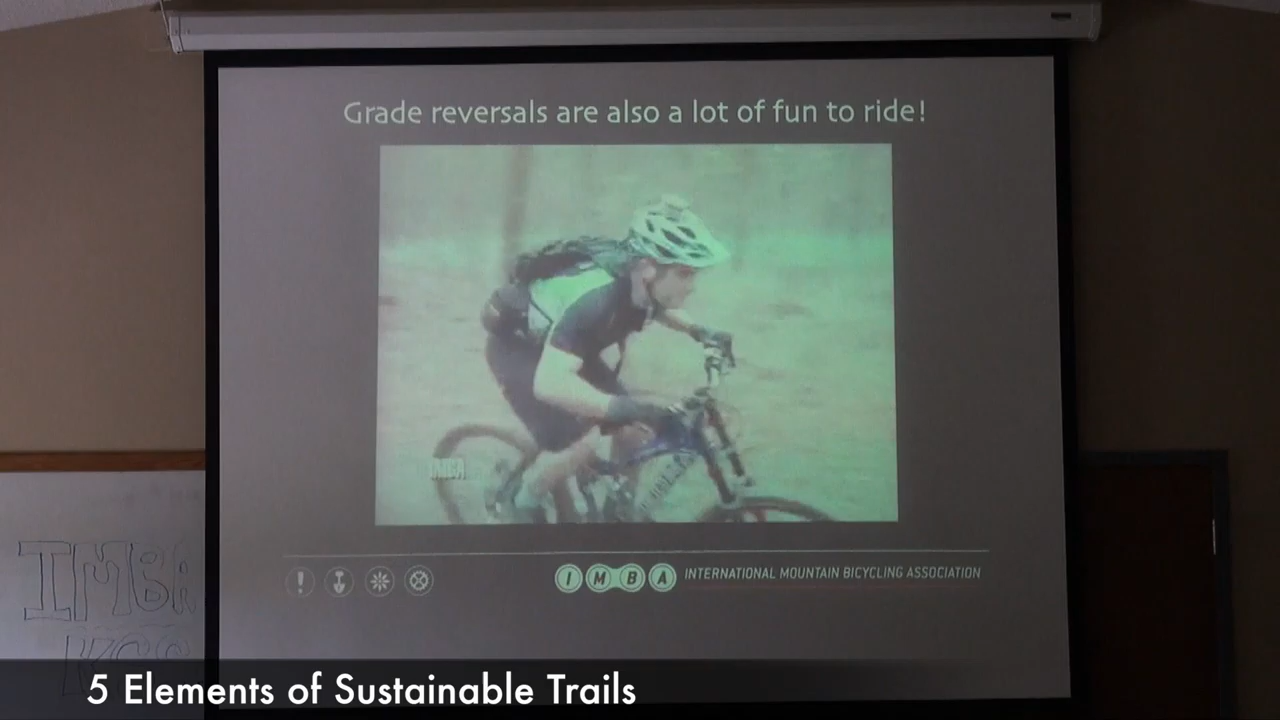 Grade reversals are also a lot of fun to ride!
IMBA
I M B A INTERNATIONAL MOUNTAIN BICYCLING ASSOCIATION
IMBA
5 Elements of Sustainable Trails